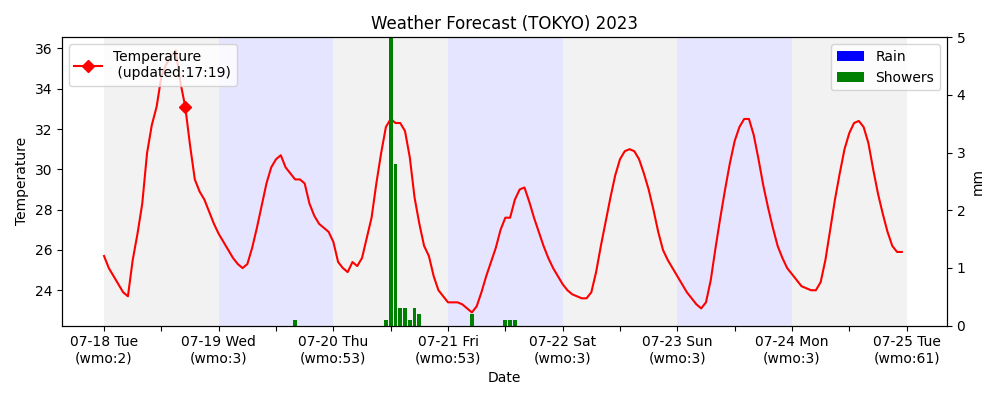 Weather Forecast (TOKYO) 2023
Temperature
(updated:17:19)
Rain
Showers
36
34
32
30
28
26
24
Temperature
5
4
3
2
1
0
mm
07-18 Tue
(wmo:2)
07-19 Wed
(wmo:3)
07-20 Thu
(wmo:53)
07-21 Fri
(wmo:53)
07-22 Sat
(wmo:3)
07-23 Sun
(wmo:3)
07-24 Mon
(wmo:3)
07-25 Tue
(wmo:61)
Date